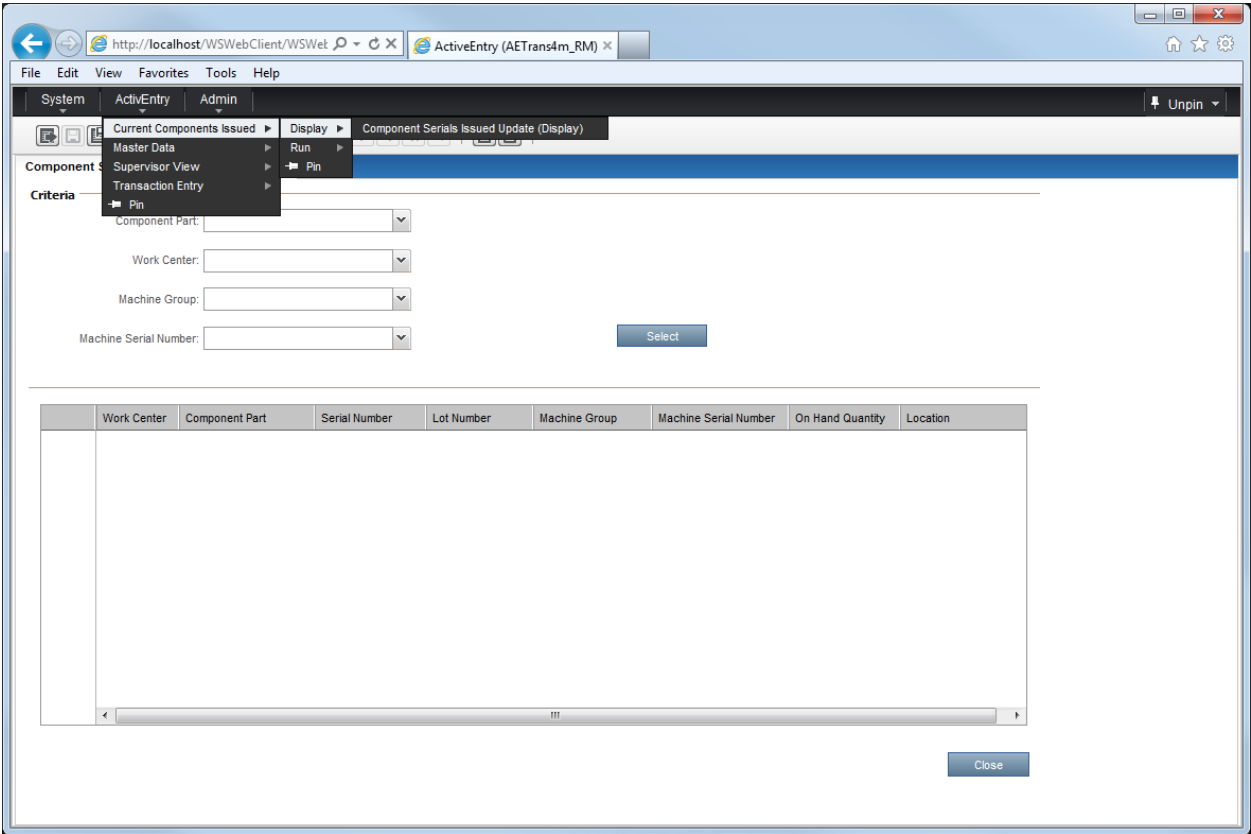 http://localhost/WSWebClient/WSWet
ActiveEntry (AETrans4m_RM)
File Edit View Favorites Tools Help
System ActivEntry Admin Unpin
Current Components Issued Display Component Serials Issued Update (Display)
Master Data Run
Supervisor View Pin
Transaction Entry
Pin
Component S
Criteria
Component Part:
Work Center:
Machine Group:
Machine Serial Number: Select
Work Center Component Part Serial Number Lot Number Machine Group Machine Serial Number On Hand Quantity Location
Close